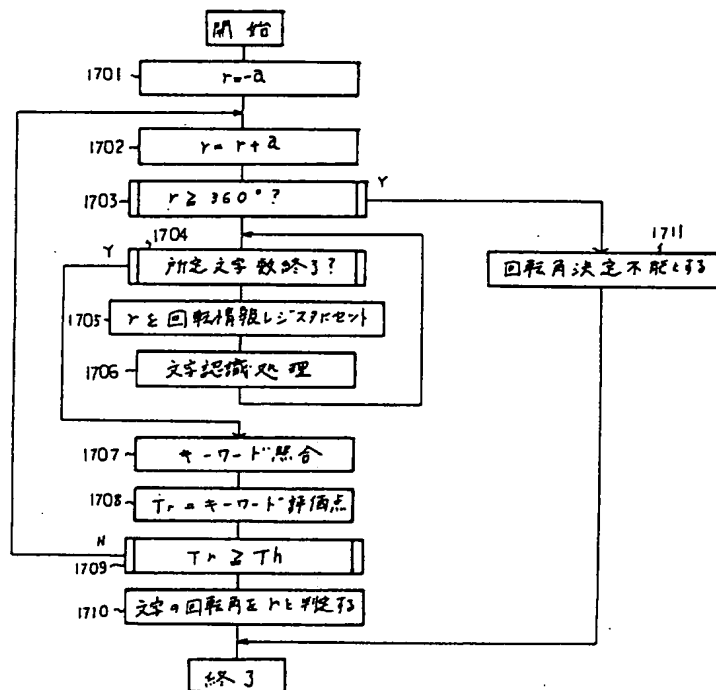 開始
1701
r=-a
1702
r=r+a
1703
r≧360°?
Y
1704
Y
所定文字数終了?
1711
回転角決定不能とする
1705
rを回転情報レジスタにセット
1706
文字認識処理
1707
キーワード照合
1708
Tr=キーワード評価点
N
1709
Tr≧Th
1710
文字の回転角をrと判定する
終了